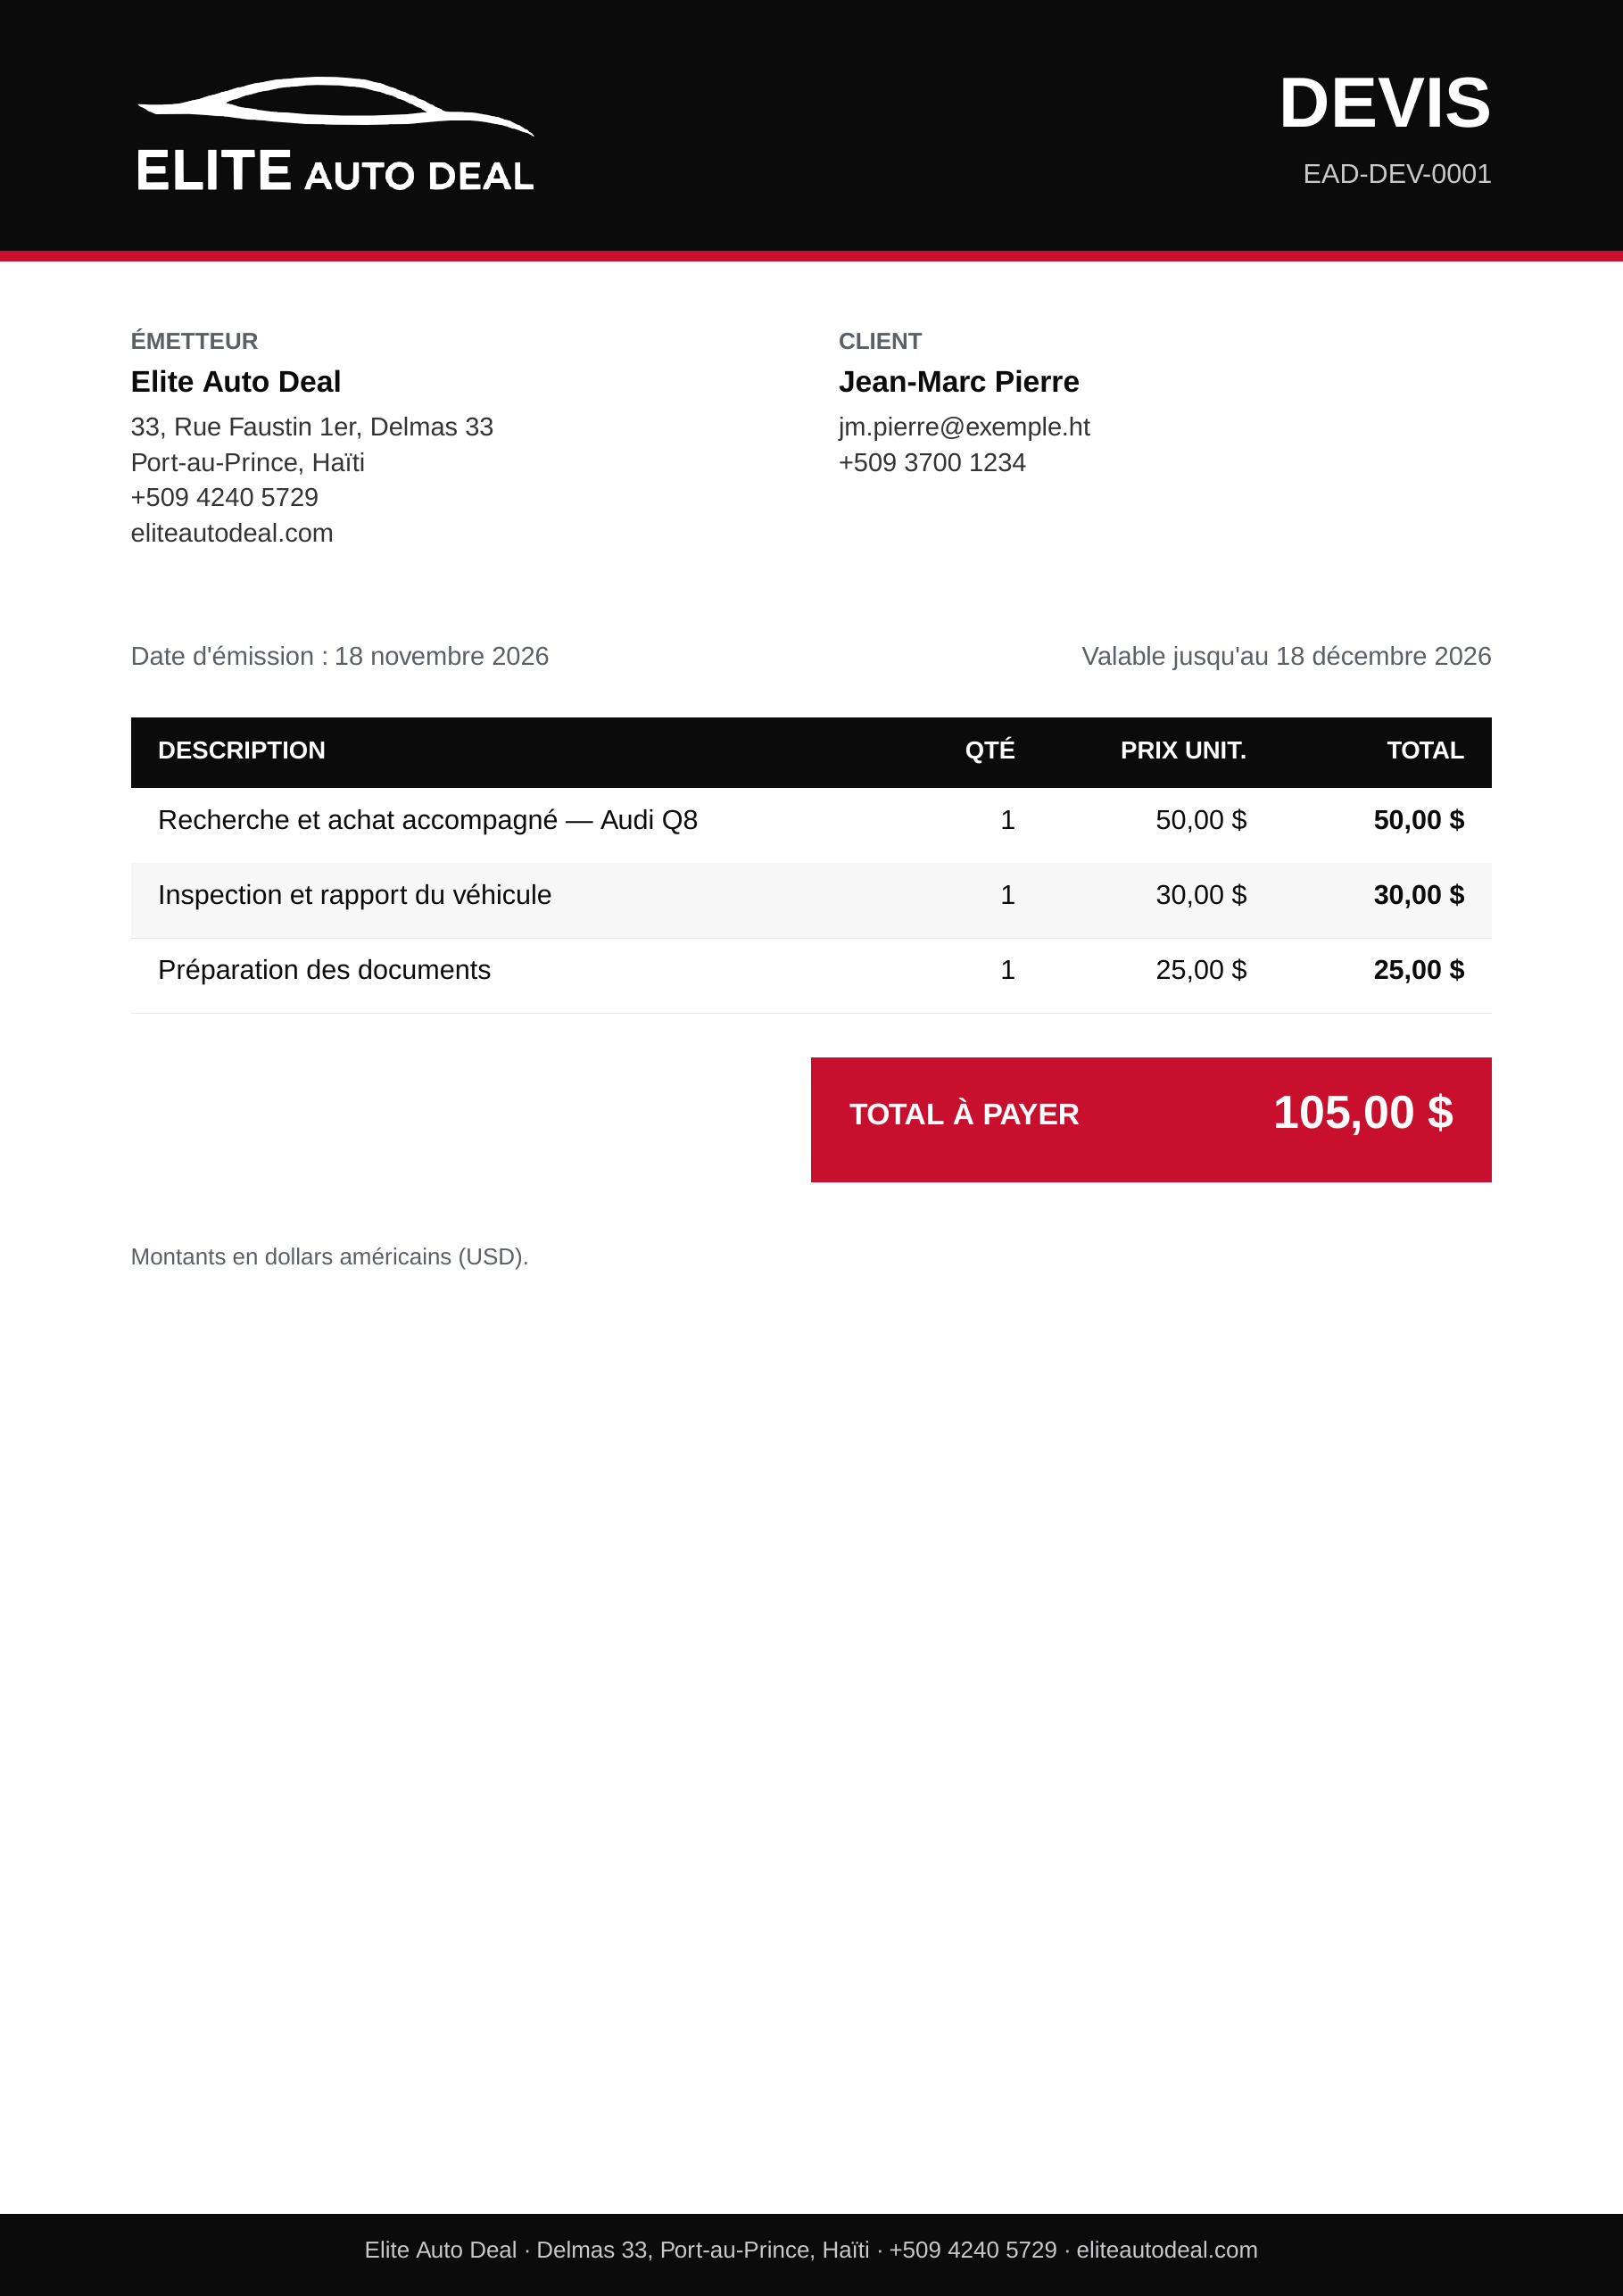 ELITE AUTO DEAL
DEVIS
EAD-DEV-0001
ÉMETTEUR
Elite Auto Deal
33, Rue Faustin 1er, Delmas 33
Port-au-Prince, Haïti
+509 4240 5729
eliteautodeal.com
CLIENT
Jean-Marc Pierre
jm.pierre@exemple.ht
+509 3700 1234
Date d'émission : 18 novembre 2026
Valable jusqu'au 18 décembre 2026
DESCRIPTION QTÉ PRIX UNIT. TOTAL
Recherche et achat accompagné — Audi Q8 1 50,00 $ 50,00 $
Inspection et rapport du véhicule 1 30,00 $ 30,00 $
Préparation des documents 1 25,00 $ 25,00 $
TOTAL À PAYER 105,00 $
Montants en dollars américains (USD).
Elite Auto Deal · Delmas 33, Port-au-Prince, Haïti · +509 4240 5729 · eliteautodeal.com